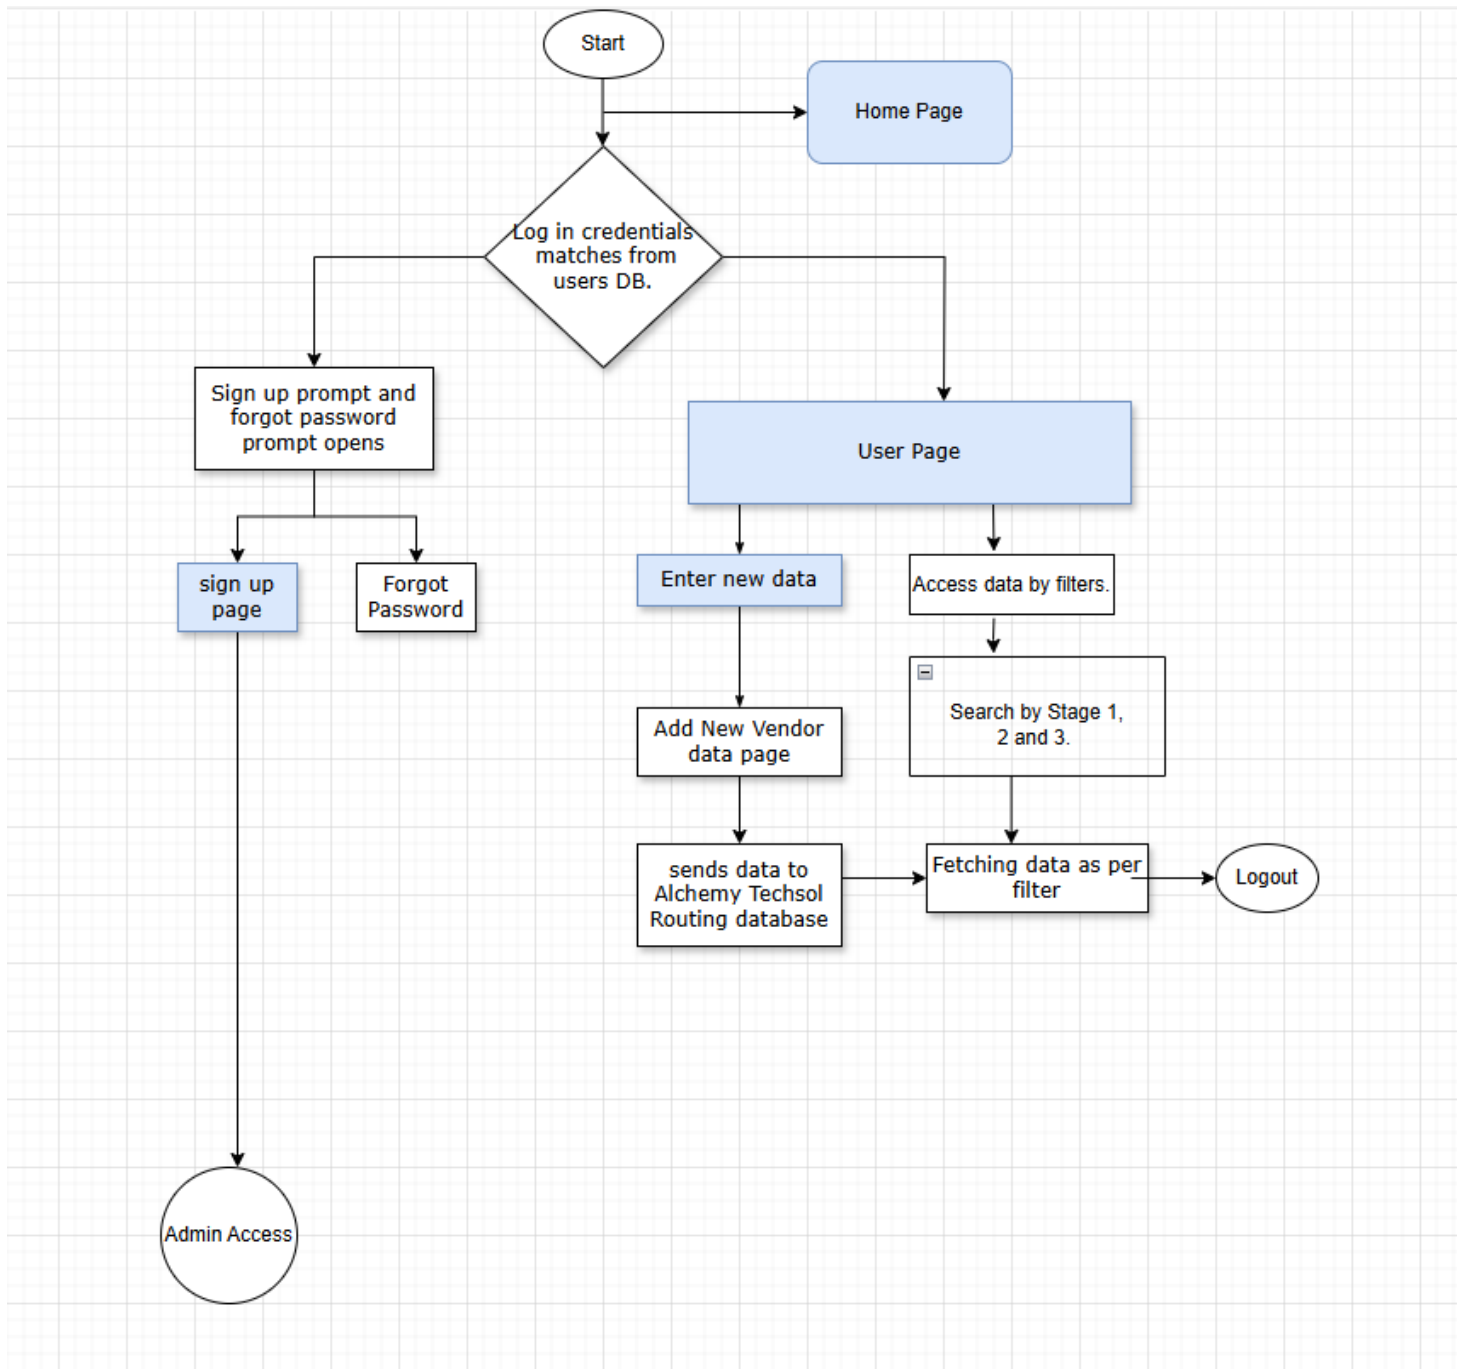 Start
Home Page
Log in credentials
matches from
users DB.
Sign up prompt and
forgot password
prompt opens
User Page
sign up
page
Forgot
Password
Enter new data
Access data by filters.
Search by Stage 1,
2 and 3.
Add New Vendor
data page
sends data to
Alchemy Techsol
Routing database
Fetching data as per
filter
Logout
Admin Access